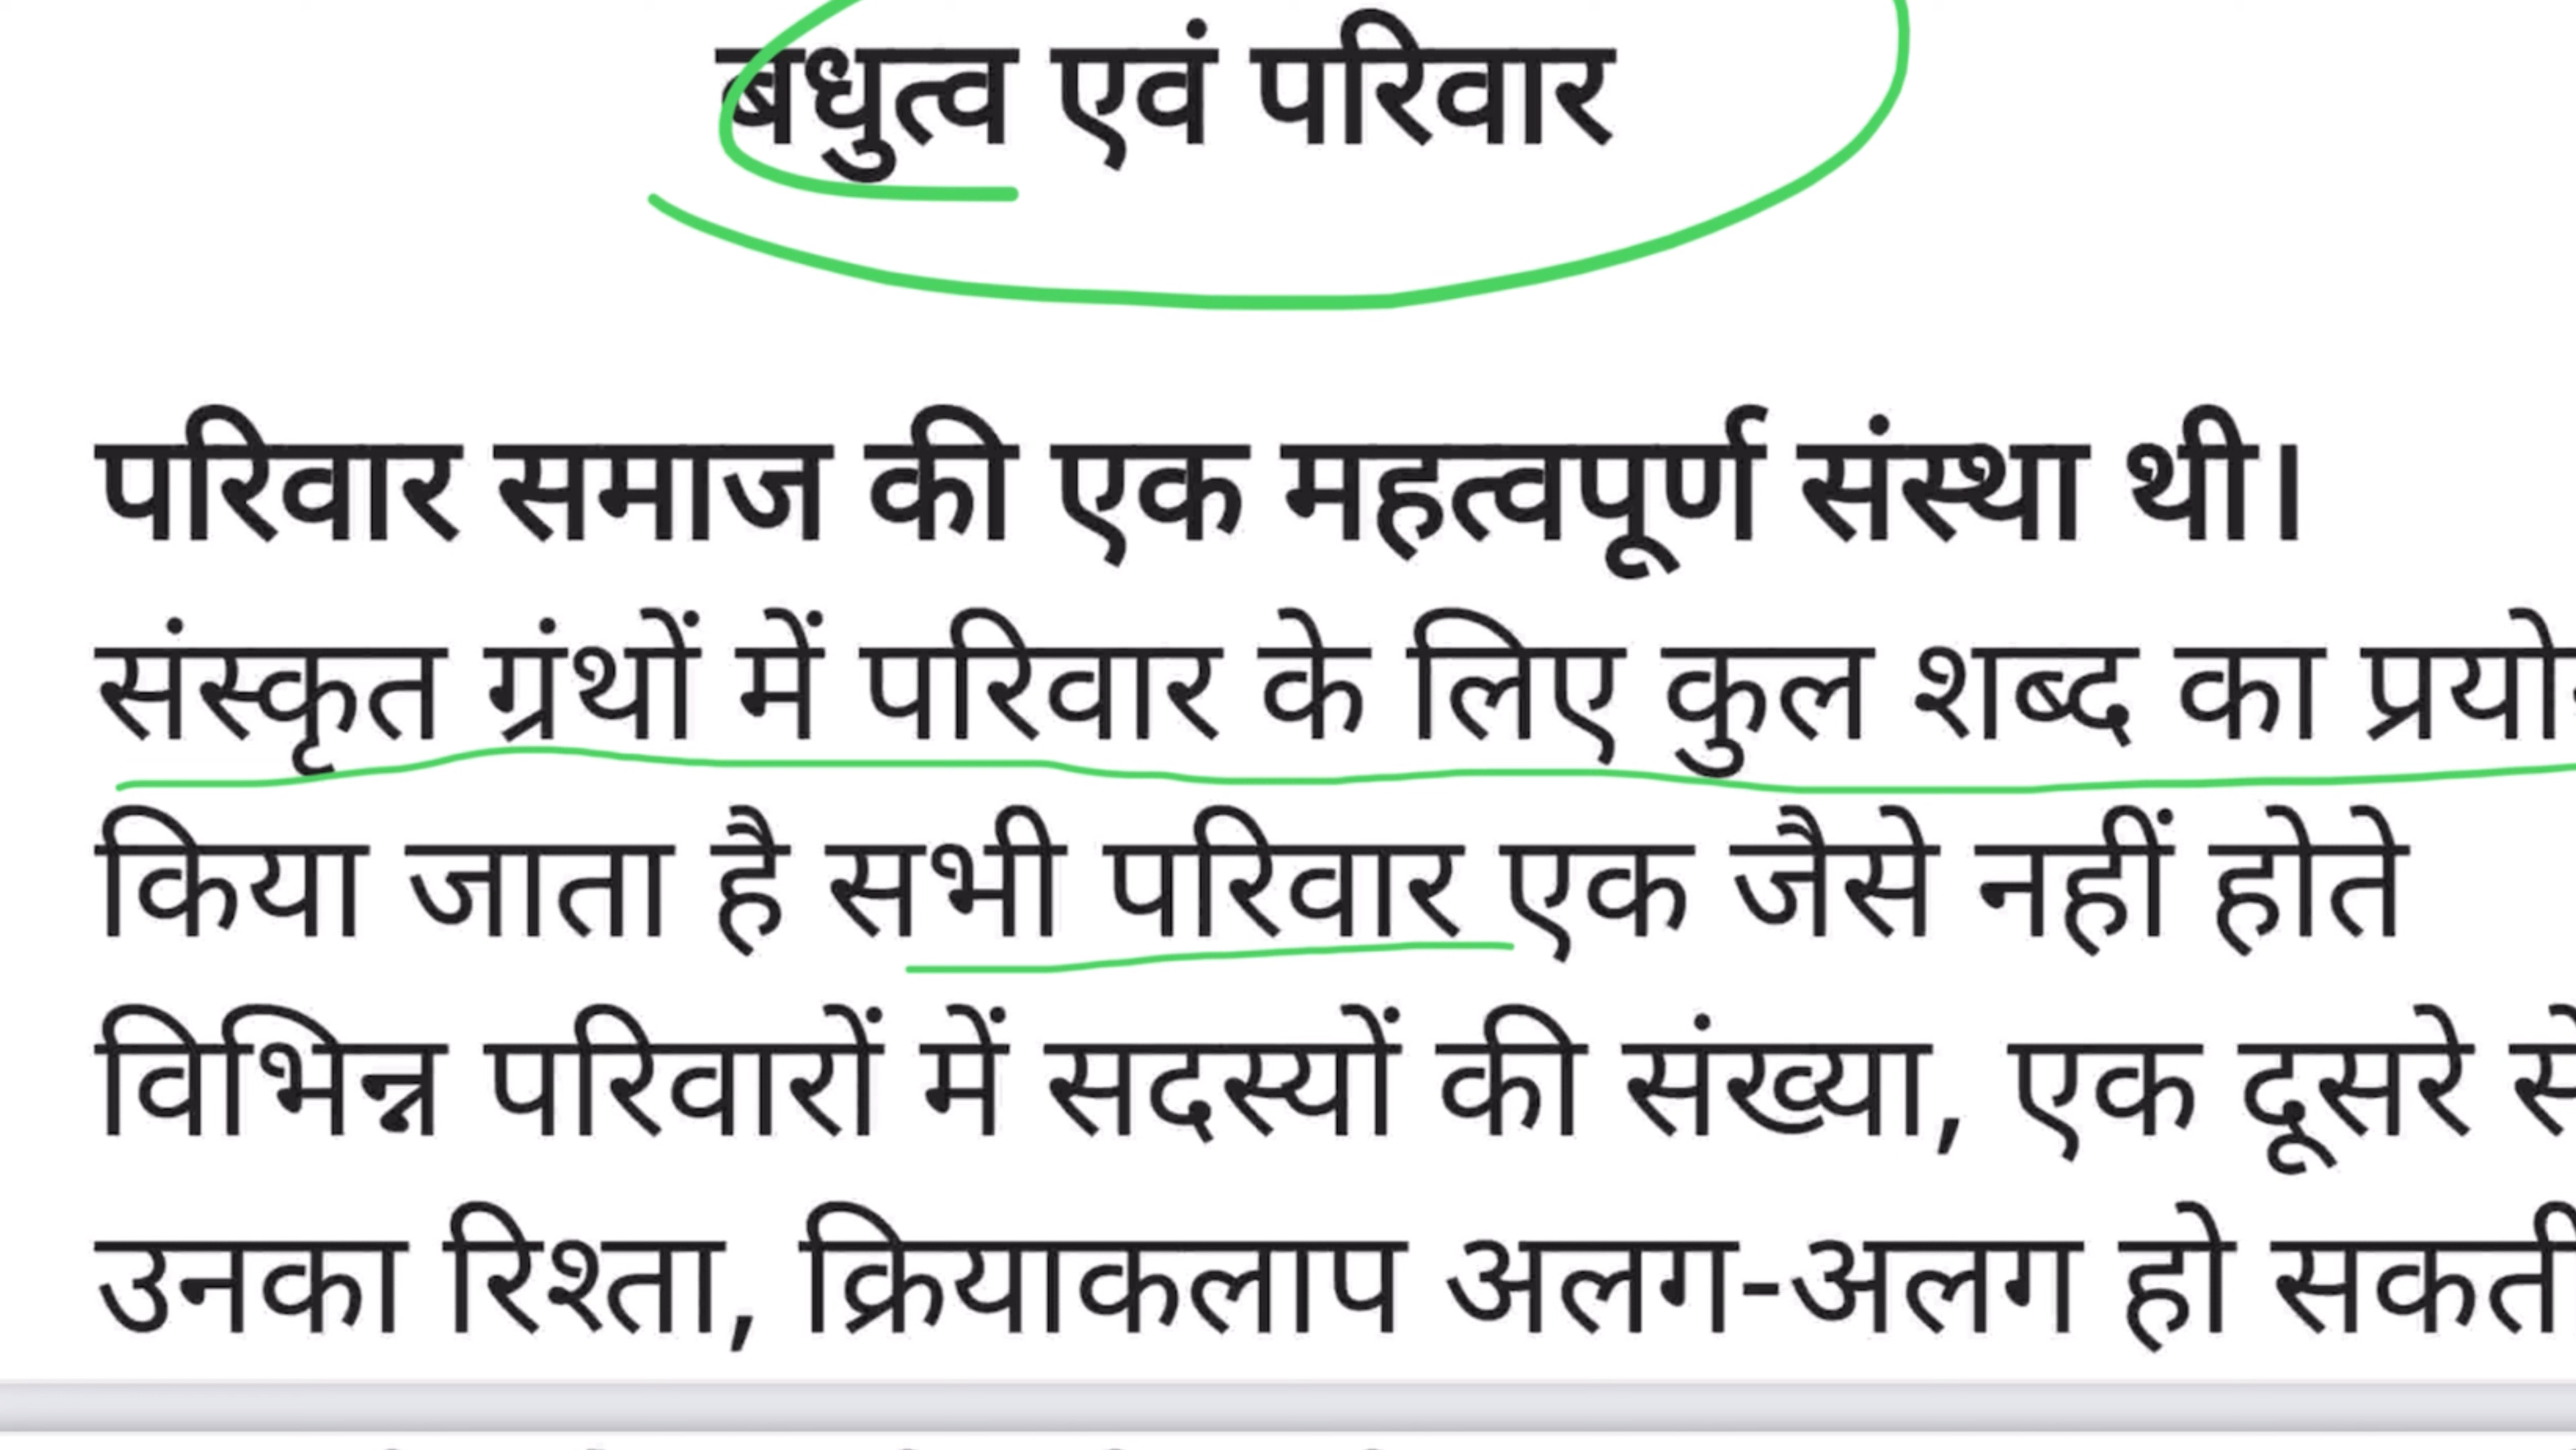 बधुत्व एवं परिवार
परिवार समाज की एक महत्वपूर्ण संस्था थी।
संस्कृत ग्रंथों में परिवार के लिए कुल शब्द का
किया जाता है सभी परिवार एक जैसे नहीं होते
विभिन्न परिवारों में सदस्यों की संख्या, एक दूसरे से
उनका रिश्ता, क्रियाकलाप अलग-अलग हो सकती